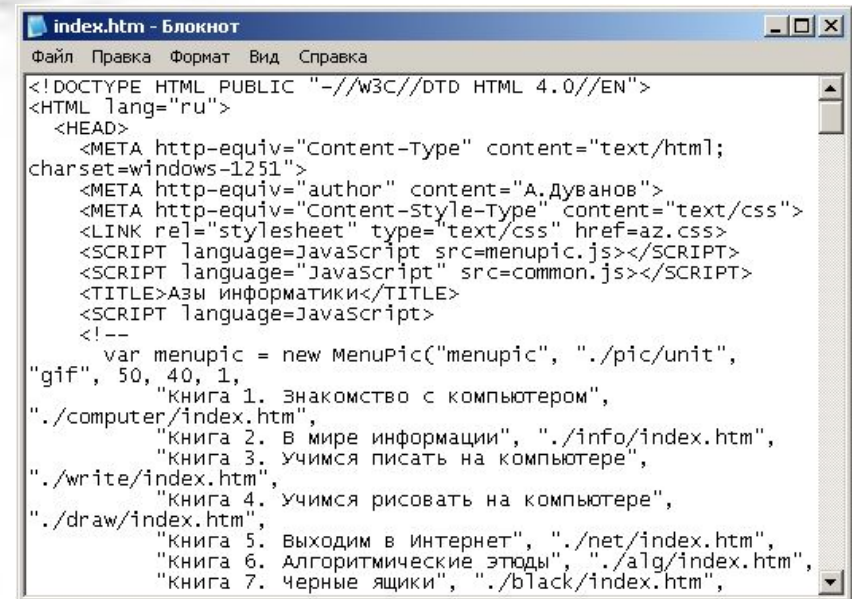 index.htm - Блокнот
Файл Правка Формат Вид Справка
<!DOCTYPE HTML PUBLIC "-//W3C//DTD HTML 4.0//EN">
<HTML lang="ru">
  <HEAD>
    <META http-equiv="Content-Type" content="text/html;
charset=windows-1251">
    <META http-equiv="author" content="А.Дуванов">
    <META http-equiv="Content-Style-Type" content="text/css">
    <LINK rel="stylesheet" type="text/css" href=az.css>
    <SCRIPT language=JavaScript src=menupic.js></SCRIPT>
    <SCRIPT language="JavaScript" src=common.js></SCRIPT>
    <TITLE>Азы информатики</TITLE>
    <SCRIPT language=JavaScript>
    <!--
      var menupic = new MenuPic("menupic", "./pic/unit",
"gif", 50, 40, 1,
          "Книга 1. Знакомство с компьютером",
"./computer/index.htm",
          "Книга 2. В мире информации", "./info/index.htm",
          "Книга 3. Учимся писать на компьютере",
"./write/index.htm",
          "Книга 4. Учимся рисовать на компьютере",
"./draw/index.htm",
          "Книга 5. Выходим в Интернет", "./net/index.htm",
          "Книга 6. Алгоритмические этюды", "./alg/index.htm",
          "Книга 7. Черные ящики", "./black/index.htm",